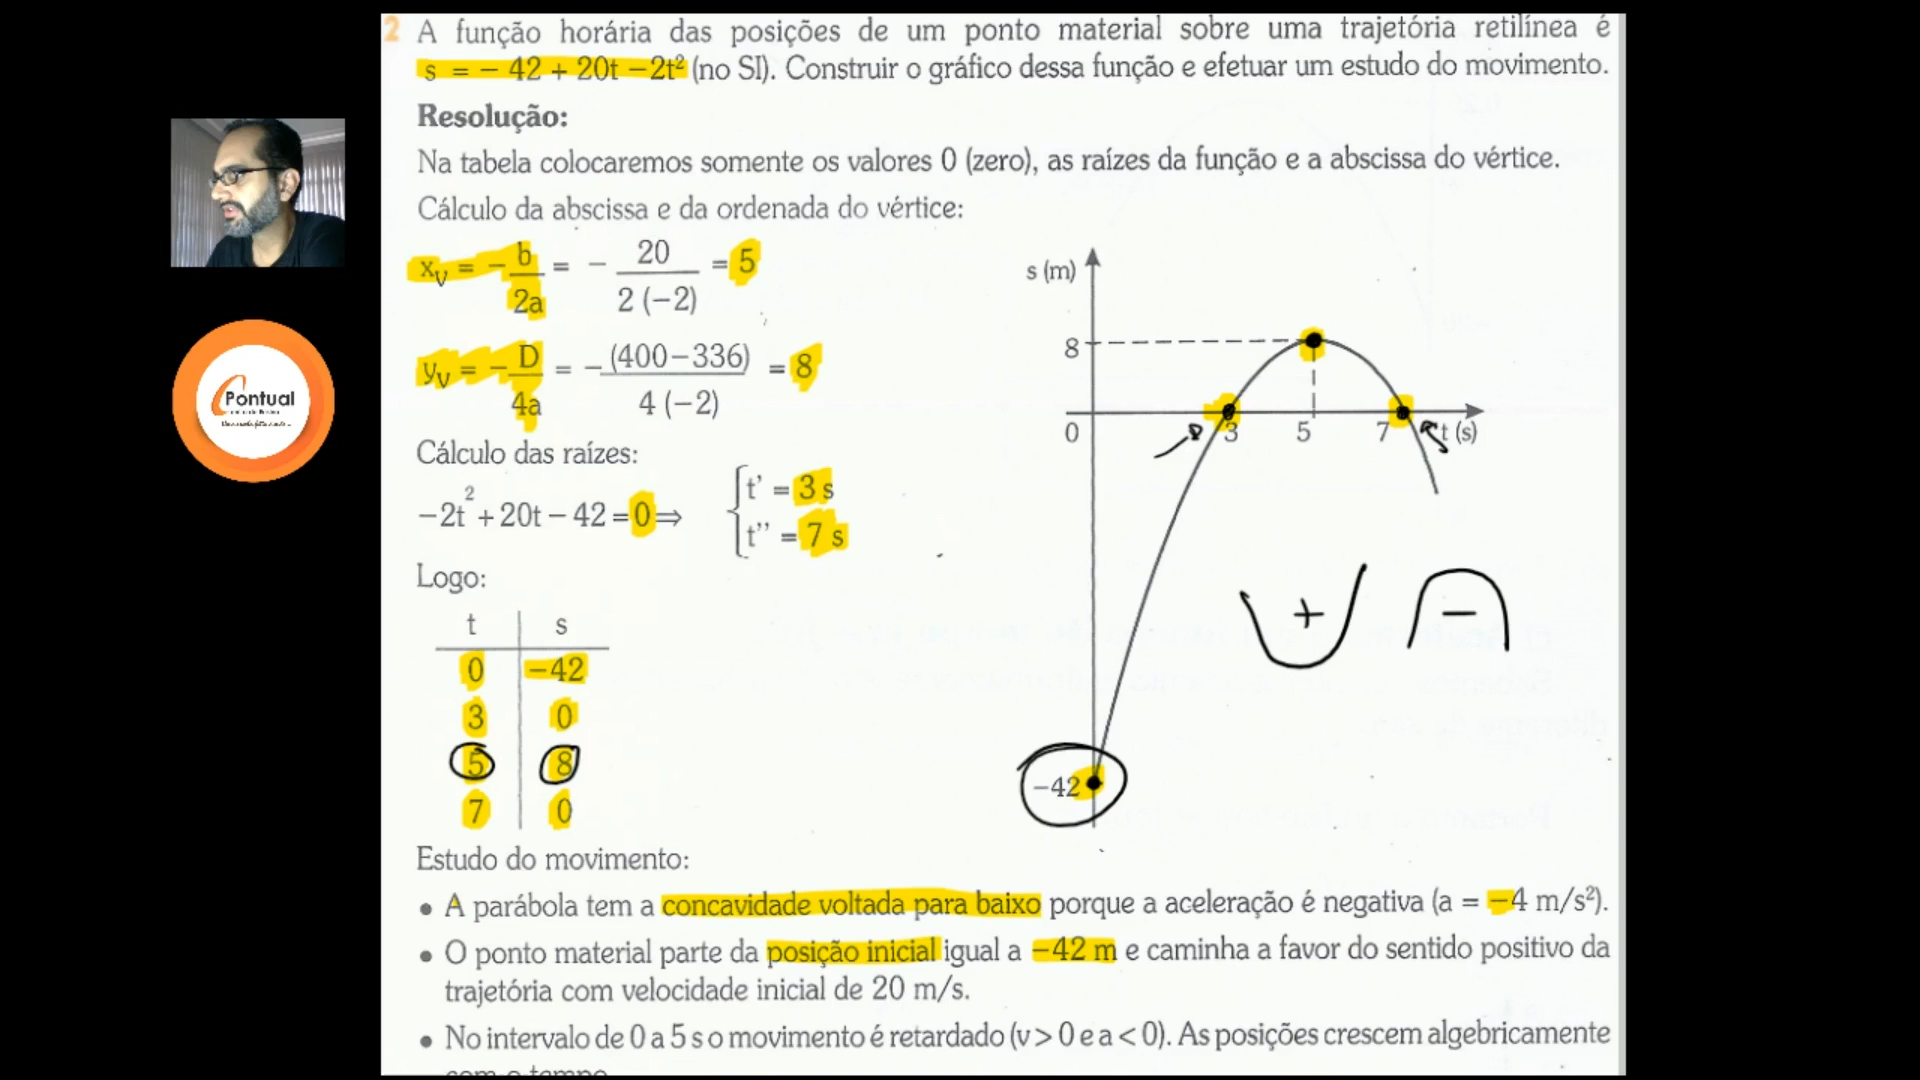 2 A função horária das posições de um ponto material sobre uma trajetória retilínea é
s = – 42 + 20t –2t² (no SI). Construir o gráfico dessa função e efetuar um estudo do movimento.
Resolução:
Na tabela colocaremos somente os valores 0 (zero), as raízes da função e a abscissa do vértice.
Cálculo da abscissa e da ordenada do vértice:
xᵥ = – b/2a = – 20/2 (–2) = 5
yᵥ = – D/4a = – (400–336)/4 (–2) = 8
Cálculo das raízes:
–2t² + 20t – 42 = 0 ⇒ { t' = 3 s
t'' = 7 s
Logo:
t s
0 –42
3 0
5 8
7 0
s (m)
8
0 3 5 7 t (s)
+ –
–42
Estudo do movimento:
• A parábola tem a concavidade voltada para baixo porque a aceleração é negativa (a = –4 m/s²).
• O ponto material parte da posição inicial igual a –42 m e caminha a favor do sentido positivo da
trajetória com velocidade inicial de 20 m/s.
• No intervalo de 0 a 5 s o movimento é retardado (v > 0 e a < 0). As posições crescem algebricamente
com o tempo
Pontual